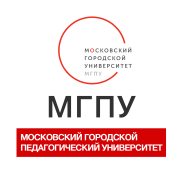 МОСКОВСКИЙ
ГОРОДСКОЙ
УНИВЕРСИТЕТ
МГПУ
МГПУ
МОСКОВСКИЙ ГОРОДСКОЙ
ПЕДАГОГИЧЕСКИЙ УНИВЕРСИТЕТ